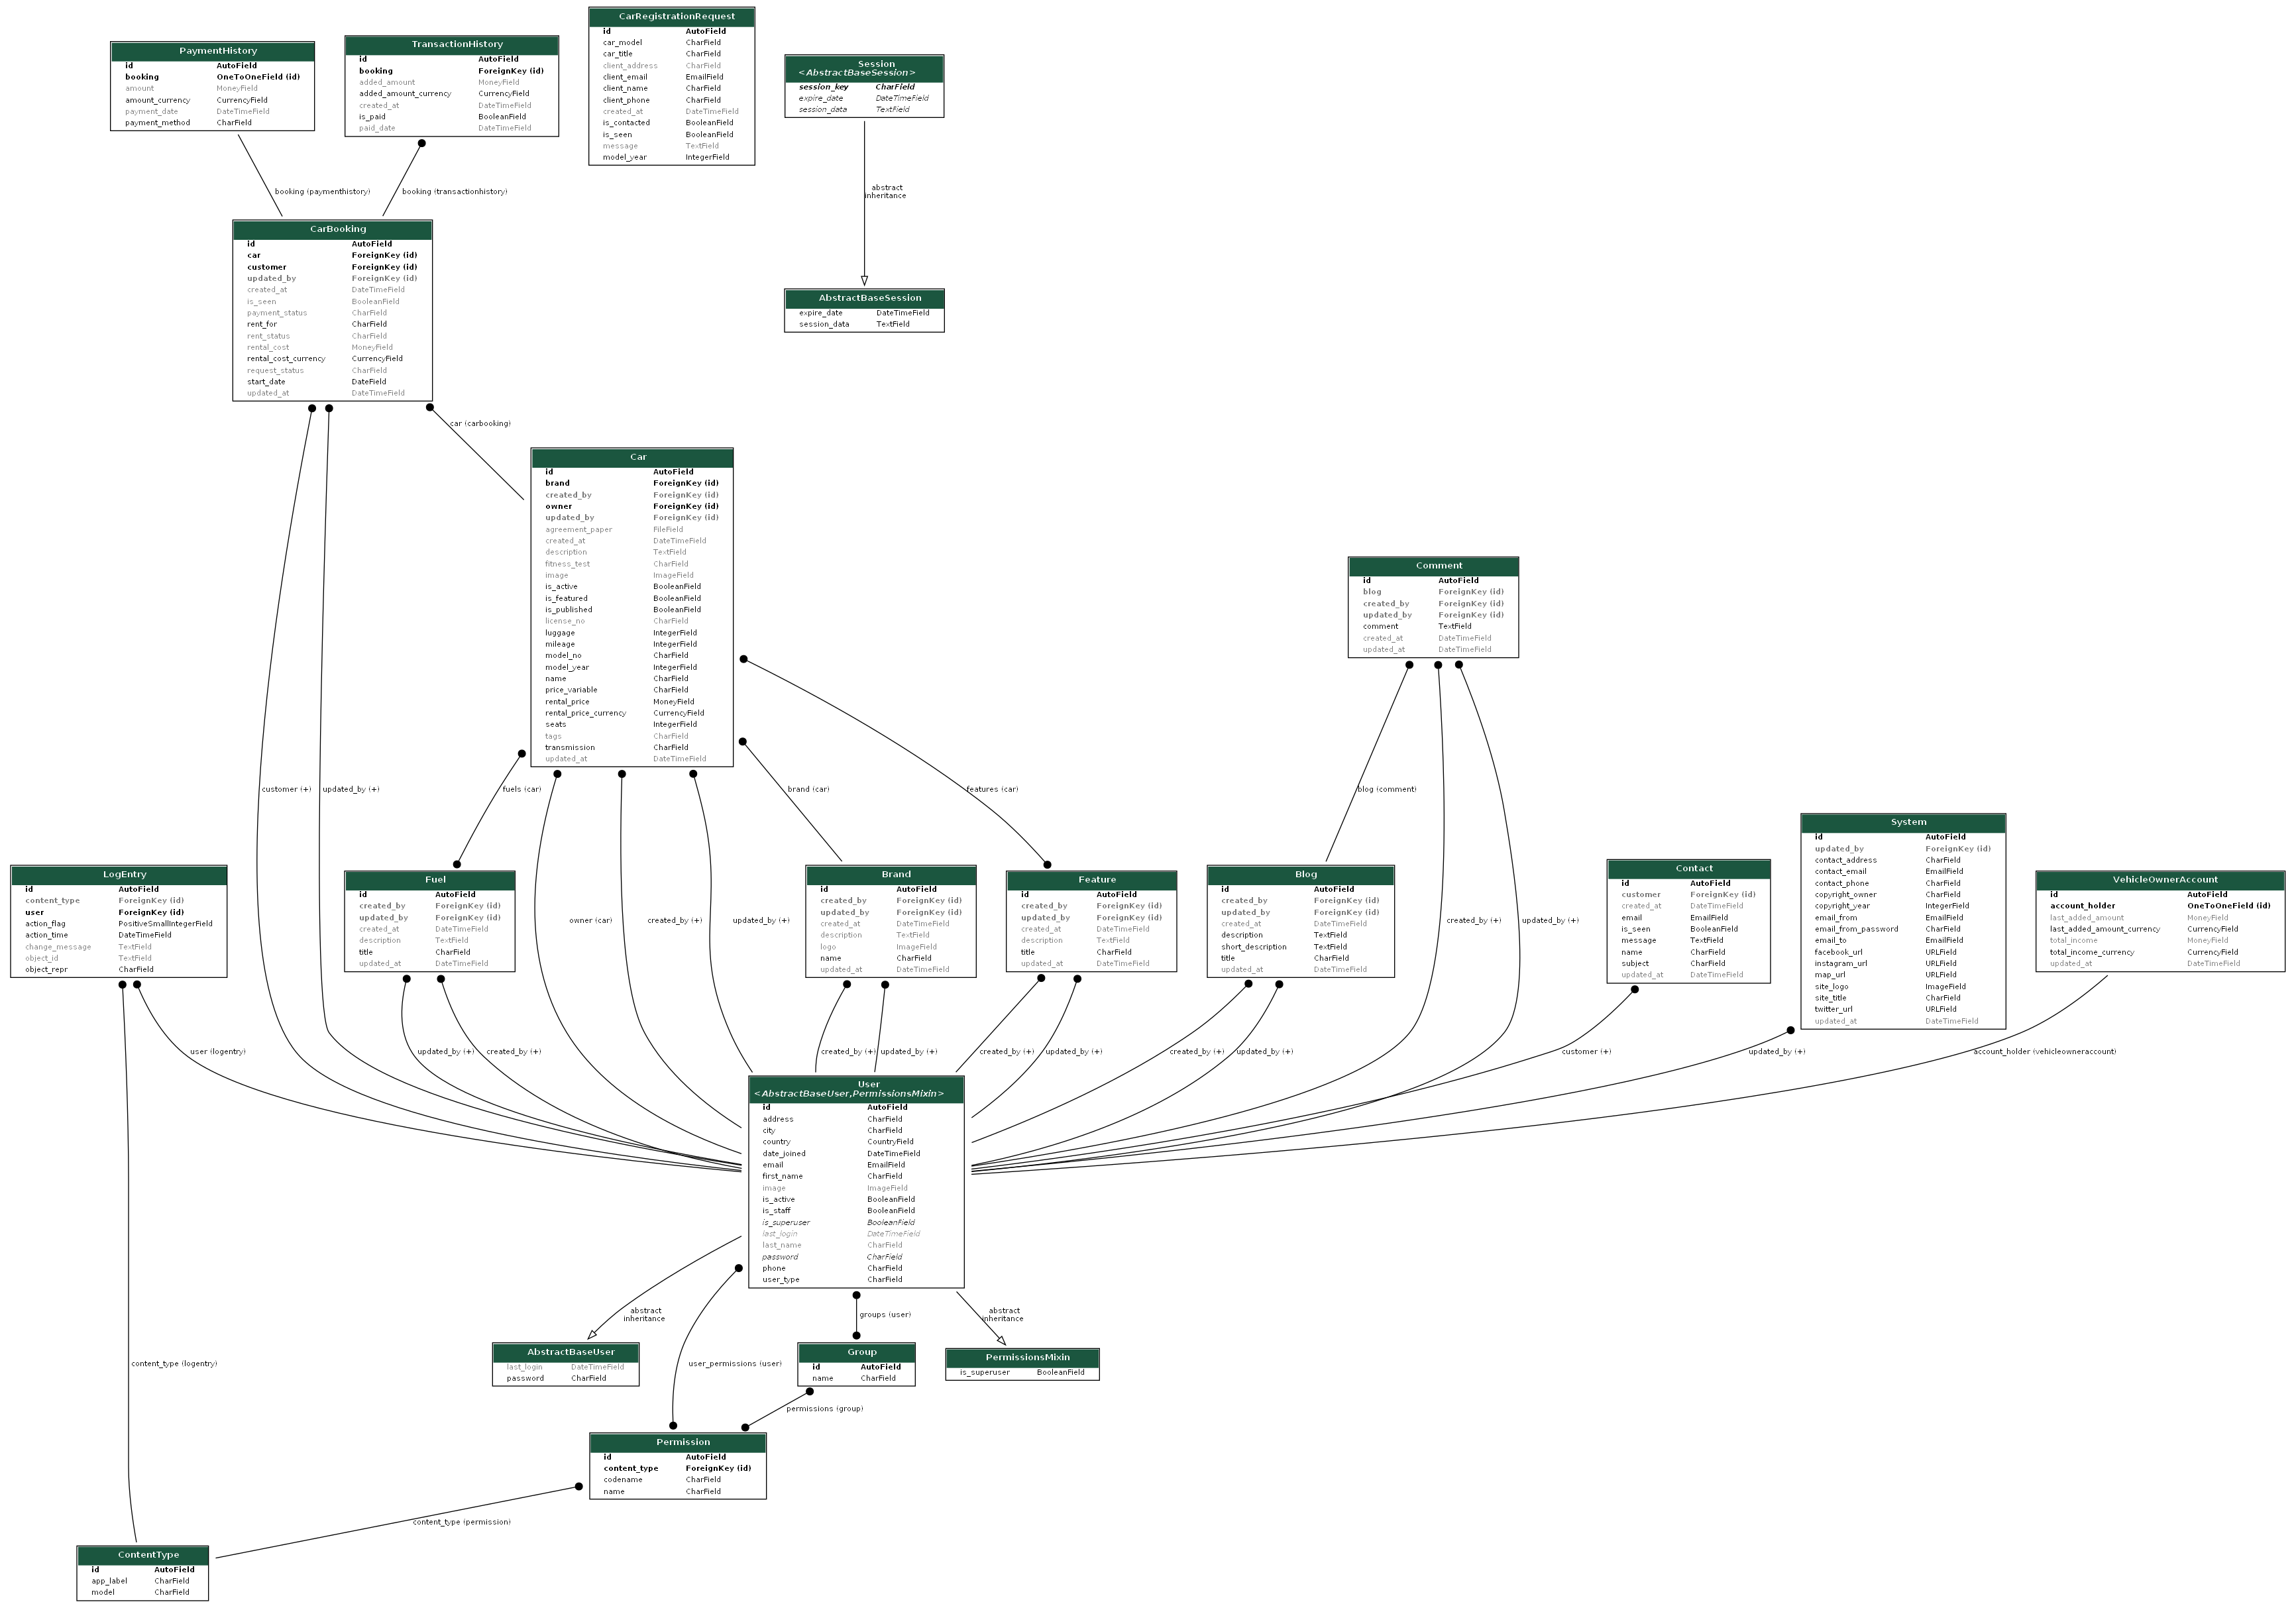 PaymentHistory
id AutoField
booking OneToOneField (id)
amount MoneyField
amount_currency CurrencyField
payment_date DateTimeField
payment_method CharField
TransactionHistory
id AutoField
booking ForeignKey (id)
added_amount MoneyField
added_amount_currency CurrencyField
created_at DateTimeField
is_paid BooleanField
paid_date DateTimeField
CarRegistrationRequest
id AutoField
car_model CharField
car_title CharField
client_address CharField
client_email EmailField
client_name CharField
client_phone CharField
created_at DateTimeField
is_contacted BooleanField
is_seen BooleanField
message TextField
model_year IntegerField
Session
<AbstractBaseSession>
session_key CharField
expire_date DateTimeField
session_data TextField
booking (paymenthistory)
booking (transactionhistory)
abstract
inheritance
CarBooking
id AutoField
car ForeignKey (id)
customer ForeignKey (id)
updated_by ForeignKey (id)
created_at DateTimeField
is_seen BooleanField
payment_status CharField
rent_for CharField
rent_status CharField
rental_cost MoneyField
rental_cost_currency CurrencyField
request_status CharField
start_date DateField
updated_at DateTimeField
AbstractBaseSession
expire_date DateTimeField
session_data TextField
car (carbooking)
Car
id AutoField
brand ForeignKey (id)
created_by ForeignKey (id)
owner ForeignKey (id)
updated_by ForeignKey (id)
agreement_paper FileField
created_at DateTimeField
description TextField
fitness_test CharField
image ImageField
is_active BooleanField
is_featured BooleanField
is_published BooleanField
license_no CharField
luggage IntegerField
mileage IntegerField
model_no CharField
model_year IntegerField
name CharField
price_variable CharField
rental_price MoneyField
rental_price_currency CurrencyField
seats IntegerField
tags CharField
transmission CharField
updated_at DateTimeField
Comment
id AutoField
blog ForeignKey (id)
created_by ForeignKey (id)
updated_by ForeignKey (id)
comment TextField
created_at DateTimeField
updated_at DateTimeField
customer (+)
updated_by (+)
fuels (car)
brand (car)
features (car)
blog (comment)
LogEntry
id AutoField
content_type ForeignKey (id)
user ForeignKey (id)
action_flag PositiveSmallIntegerField
action_time DateTimeField
change_message TextField
object_id TextField
object_repr CharField
Fuel
id AutoField
created_by ForeignKey (id)
updated_by ForeignKey (id)
created_at DateTimeField
description TextField
title CharField
updated_at DateTimeField
owner (car)
created_by (+)
updated_by (+)
Brand
id AutoField
created_by ForeignKey (id)
updated_by ForeignKey (id)
created_at DateTimeField
description TextField
logo ImageField
name CharField
updated_at DateTimeField
Feature
id AutoField
created_by ForeignKey (id)
updated_by ForeignKey (id)
created_at DateTimeField
description TextField
title CharField
updated_at DateTimeField
Blog
id AutoField
created_by ForeignKey (id)
updated_by ForeignKey (id)
created_at DateTimeField
description TextField
short_description TextField
title CharField
updated_at DateTimeField
created_by (+)
updated_by (+)
Contact
id AutoField
customer ForeignKey (id)
created_at DateTimeField
email EmailField
is_seen BooleanField
message TextField
name CharField
subject CharField
updated_at DateTimeField
System
id AutoField
updated_by ForeignKey (id)
contact_address CharField
contact_email EmailField
contact_phone CharField
copyright_owner CharField
copyright_year IntegerField
email_from EmailField
email_from_password CharField
email_to EmailField
facebook_url URLField
instagram_url URLField
map_url URLField
site_logo ImageField
site_title CharField
twitter_url URLField
updated_at DateTimeField
VehicleOwnerAccount
id AutoField
account_holder OneToOneField (id)
last_added_amount MoneyField
last_added_amount_currency CurrencyField
total_income MoneyField
total_income_currency CurrencyField
updated_at DateTimeField
user (logentry)
updated_by (+)
created_by (+)
created_by (+)
updated_by (+)
created_by (+)
updated_by (+)
created_by (+)
updated_by (+)
customer (+)
updated_by (+)
account_holder (vehicleowneraccount)
User
<AbstractBaseUser,PermissionsMixin>
id AutoField
address CharField
city CharField
country CountryField
date_joined DateTimeField
email EmailField
first_name CharField
image ImageField
is_active BooleanField
is_staff BooleanField
is_superuser BooleanField
last_login DateTimeField
last_name CharField
password CharField
phone CharField
user_type CharField
abstract
inheritance
groups (user)
abstract
inheritance
content_type (logentry)
AbstractBaseUser
last_login DateTimeField
password CharField
user_permissions (user)
Group
id AutoField
name CharField
PermissionsMixin
is_superuser BooleanField
permissions (group)
Permission
id AutoField
content_type ForeignKey (id)
codename CharField
name CharField
content_type (permission)
ContentType
id AutoField
app_label CharField
model CharField